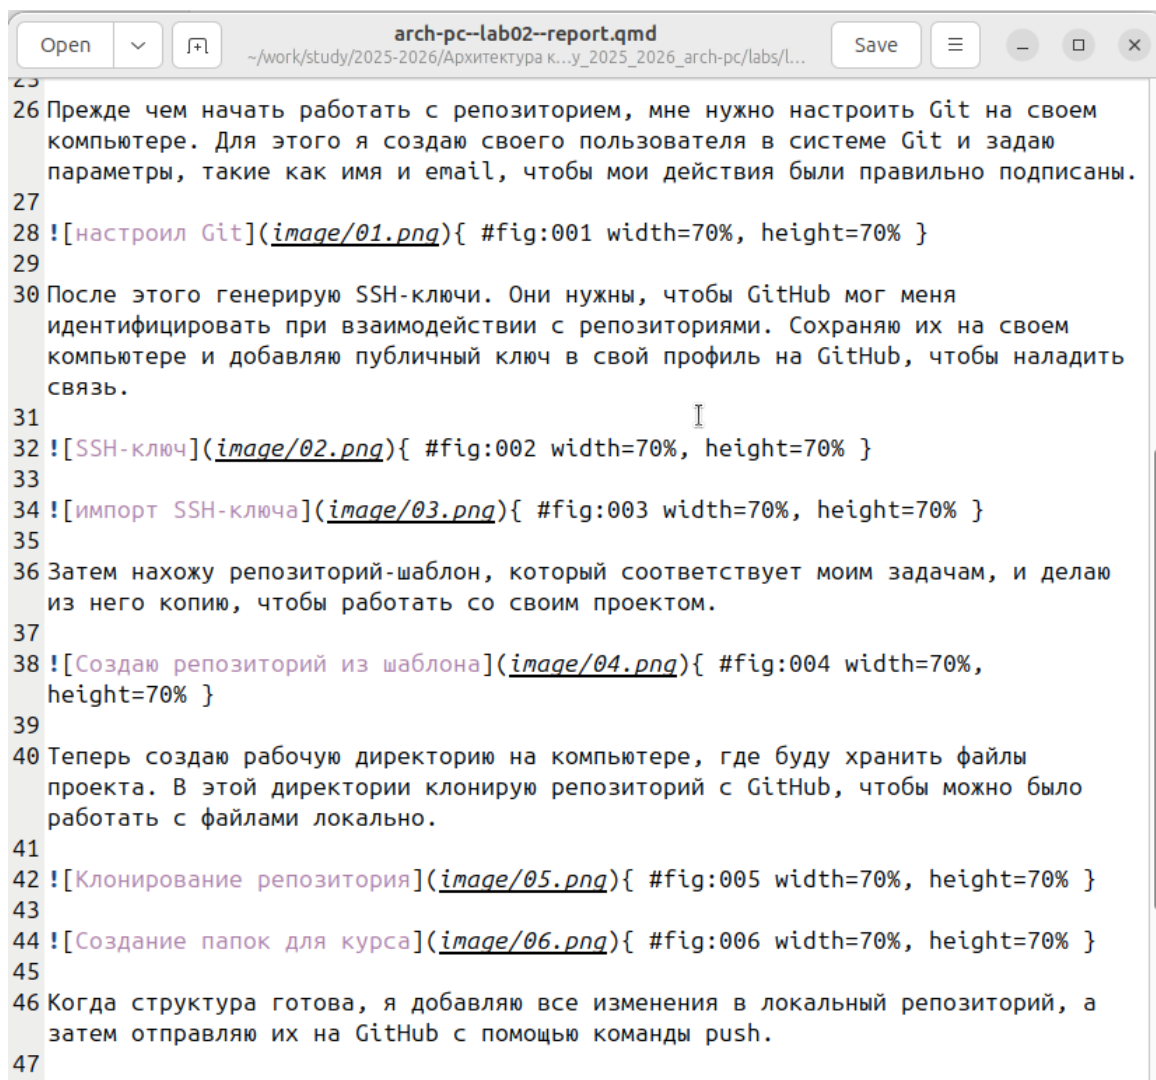 Open
arch-pc--lab02--report.qmd
~/work/study/2025-2026/Архитектура к...y_2025_2026_arch-pc/labs/l...
Save
25
26 Прежде чем начать работать с репозиторием, мне нужно настроить Git на своем
компьютере. Для этого я создаю своего пользователя в системе Git и задаю
параметры, такие как имя и email, чтобы мои действия были правильно подписаны.
27
28 ![настроил Git](image/01.png){ #fig:001 width=70%, height=70% }
29
30 После этого генерирую SSH-ключи. Они нужны, чтобы GitHub мог меня
идентифицировать при взаимодействии с репозиториями. Сохраняю их на своем
компьютере и добавляю публичный ключ в свой профиль на GitHub, чтобы наладить
связь.
31
32 ![SSH-ключ](image/02.png){ #fig:002 width=70%, height=70% }
33
34 ![импорт SSH-ключа](image/03.png){ #fig:003 width=70%, height=70% }
35
36 Затем нахожу репозиторий-шаблон, который соответствует моим задачам, и делаю
из него копию, чтобы работать со своим проектом.
37
38 ![Создаю репозиторий из шаблона](image/04.png){ #fig:004 width=70%,
height=70% }
39
40 Теперь создаю рабочую директорию на компьютере, где буду хранить файлы
проекта. В этой директории клонирую репозиторий с GitHub, чтобы можно было
работать с файлами локально.
41
42 ![Клонирование репозитория](image/05.png){ #fig:005 width=70%, height=70% }
43
44 ![Создание папок для курса](image/06.png){ #fig:006 width=70%, height=70% }
45
46 Когда структура готова, я добавляю все изменения в локальный репозиторий, а
затем отправляю их на GitHub с помощью команды push.
47